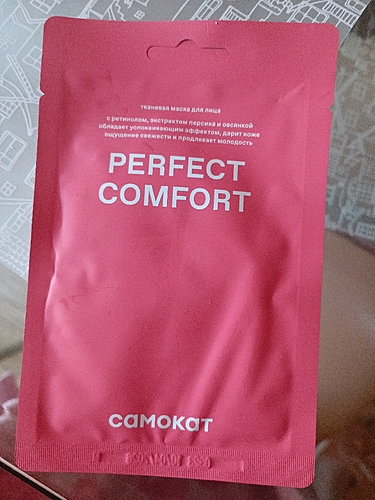 тканевая маска для лица
с ретинолом, экстрактом персика и овсянкой
обладает успокаивающим эффектом, дарит коже
ощущение свежести и продлевает молодость
PERFECT
COMFORT
самокат